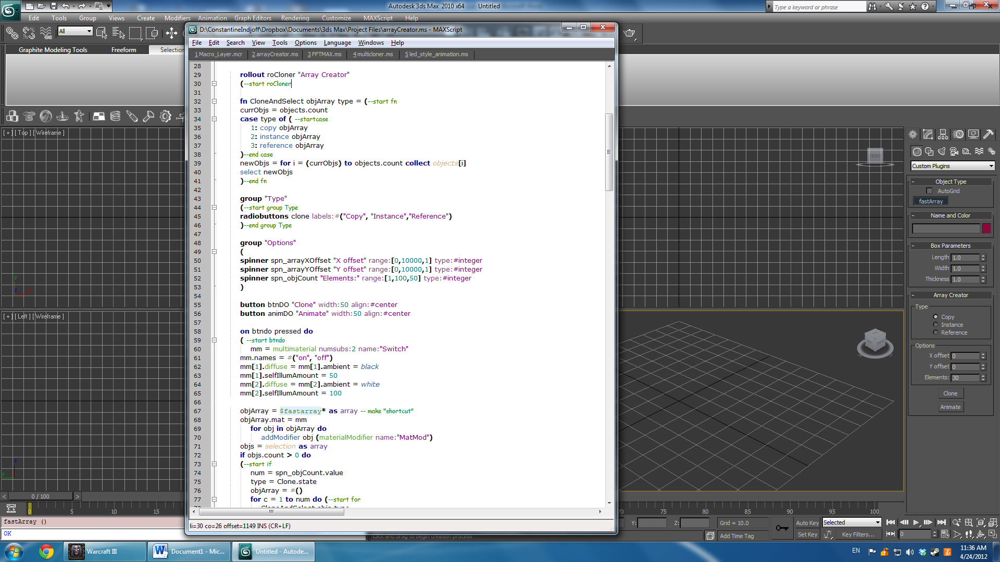 Autodesk 3ds Max 2010 x64 Untitled
Type a keyword or phrase
Edit Tools Group Views Create Modifiers Animation Graph Editors Rendering Customize MAXScript Help
All
Graphite Modeling Tools Freeform Selection
D:\ConstantineIndjoff\Dropbox\Documents\3ds Max\Project Files\arrayCreator.ms - MAXScript
File Edit Search View Tools Options Language Windows Help
1 Macro_Layer.mcr 2 arrayCreator.ms 3 FFTMAX.ms 4 multicloner.ms 5 led_style_animation.ms
28
29 rollout roCloner "Array Creator"
30 (--start roCloner
31
32 fn CloneAndSelect objArray type = (--start fn
33 currObjs = objects.count
34 case type of ( --startcase
35 1: copy objArray
36 2: instance objArray
37 3: reference objArray
38 )--end case
39 newObjs = for i = (currObjs) to objects.count collect objects[i]
40 select newObjs
41 )--end fn
42
43 group "Type"
44 (--start group Type
45 radiobuttons clone labels:#("Copy", "Instance","Reference")
46 )--end group Type
47
48 group "Options"
49 (
50 spinner spn_arrayXOffset "X offset" range:[0,10000,1] type:#integer
51 spinner spn_arrayYOffset "Y offset" range:[0,10000,1] type:#integer
52 spinner spn_objCount "Elements:" range:[1,100,50] type:#integer
53 )
54
55 button btnDO "Clone" width:50 align:#center
56 button animDO "Animate" width:50 align:#center
57
58 on btndo pressed do
59 ( --start btndo
60 mm = multimaterial numsubs:2 name:"Switch"
61 mm.names = #("on", "off")
62 mm[1].diffuse = mm[1].ambient = black
63 mm[1].selfIllumAmount = 50
64 mm[2].diffuse = mm[2].ambient = white
65 mm[2].selfIllumAmount = 100
66
67 objArray = $fastarray* as array -- make "shortcut"
68 objArray.mat = mm
69 for obj in objArray do
70 addModifier obj (materialModifier name:"MatMod")
71 objs = selection as array
72 if objs.count > 0 do
73 (--start if
74 num = spn_objCount.value
75 type = Clone.state
76 objArray = #()
77 for c = 1 to num do (--start for
li=30 co=26 offset=1149 INS (CR+LF)
[ + ] [ Top ] [ Wireframe ]
y
z x
[ + ] [ Left ] [ Wireframe ]
z
y
FRONT
Custom Plugins
- Object Type
AutoGrid
fastArray
- Name and Color
- Box Parameters
Length 1.0
Width 1.0
Thickness 1.0
- Array Creator
Type
Copy
Instance
Reference
Options
X offset 0
Y offset 0
Elements: 30
Clone
Animate
< 0 / 100 >
0 5 10 15 70 75 80 85 90 95 100
fastArray ()
OK
Click and drag to begin creation process
Y: Z: Grid = 10.0
Add Time Tag
Auto Key Selected
Set Key Key Filters... 0
Warcraft III
Document1 - Mic...
Untitled - Autode...
EN
11:36 AM
4/24/2012